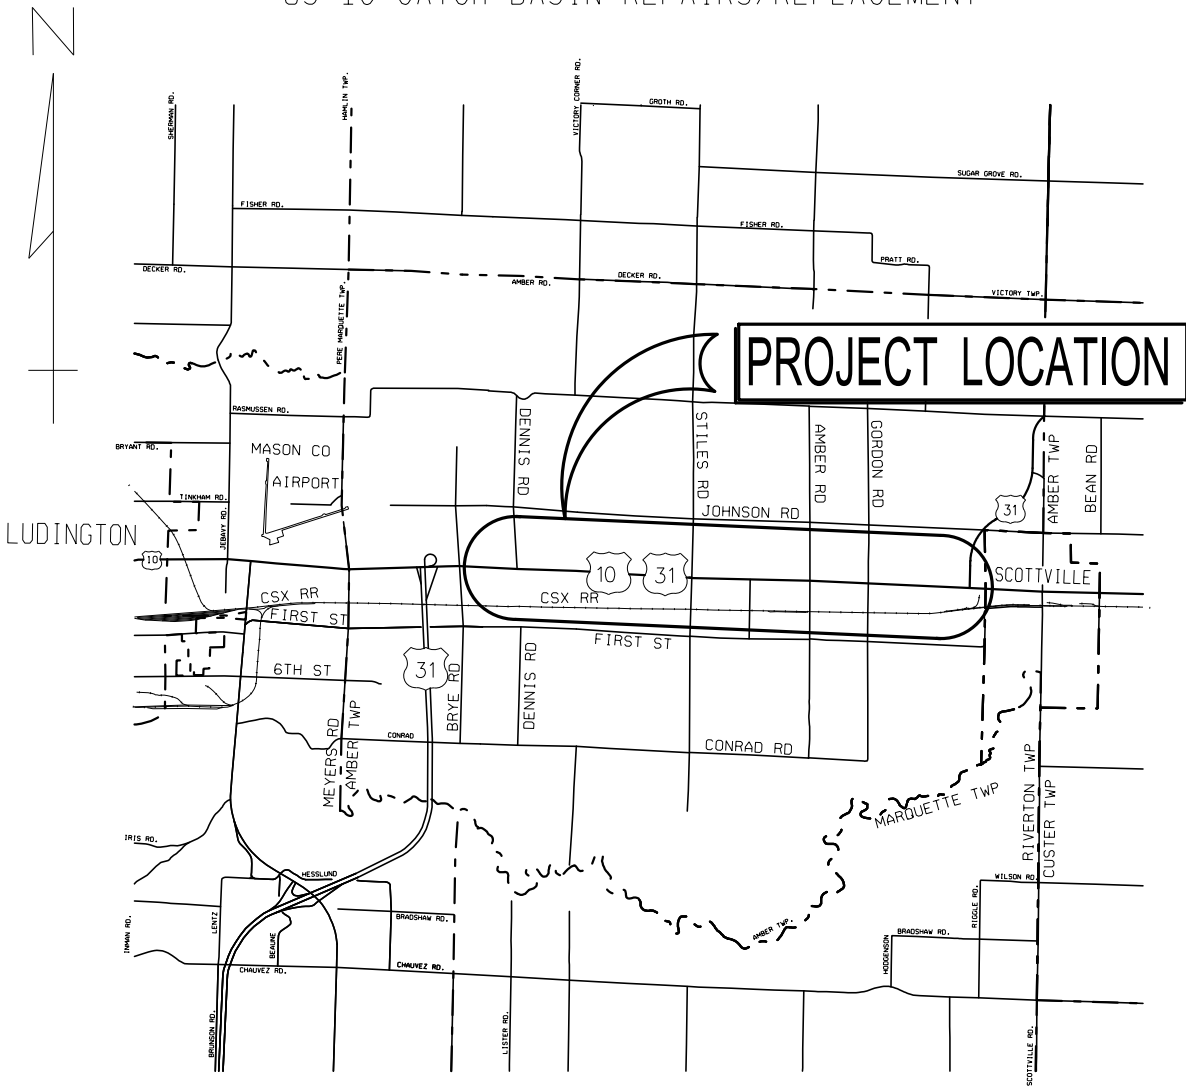 US-10 CATCH BASIN REPAIRS/REPLACEMENT
N
SHERMAN RD.
HAMLIN TWP.
VICTORY CORNER RD.
GROTH RD.
SUGAR GROVE RD.
FISHER RD.
FISHER RD.
PRATT RD.
DECKER RD.
AMBER RD.
DECKER RD.
VICTORY TWP.
PERE MARQUETTE TWP.
PROJECT LOCATION
RASMUSSEN RD.
BRYANT RD.
MASON CO
AIRPORT
DENNIS RD
STILES RD
AMBER RD
GORDON RD
AMBER TWP
BEAN RD
TINKHAM RD.
JEBAVY RD.
JOHNSON RD
31
LUDINGTON
10
10
31
SCOTTVILLE
CSX RR
CSX RR
FIRST ST
FIRST ST
6TH ST
31
BRYE RD
DENNIS RD
MEYERS RD
AMBER TWP
CONRAD
CONRAD RD
MARQUETTE TWP
RIVERTON TWP
CUSTER TWP
IRIS RD.
HESSLUND
WILSON RD.
RIGGLE RD.
INMAN RD.
LENTZ
BEAUNE
BRADSHAW RD.
AMBER TWP.
BRADSHAW RD.
HODGENSON
CHAUVEZ RD.
CHAUVEZ RD.
BRUNSON RD.
LISTER RD.
SCOTTVILLE RD.